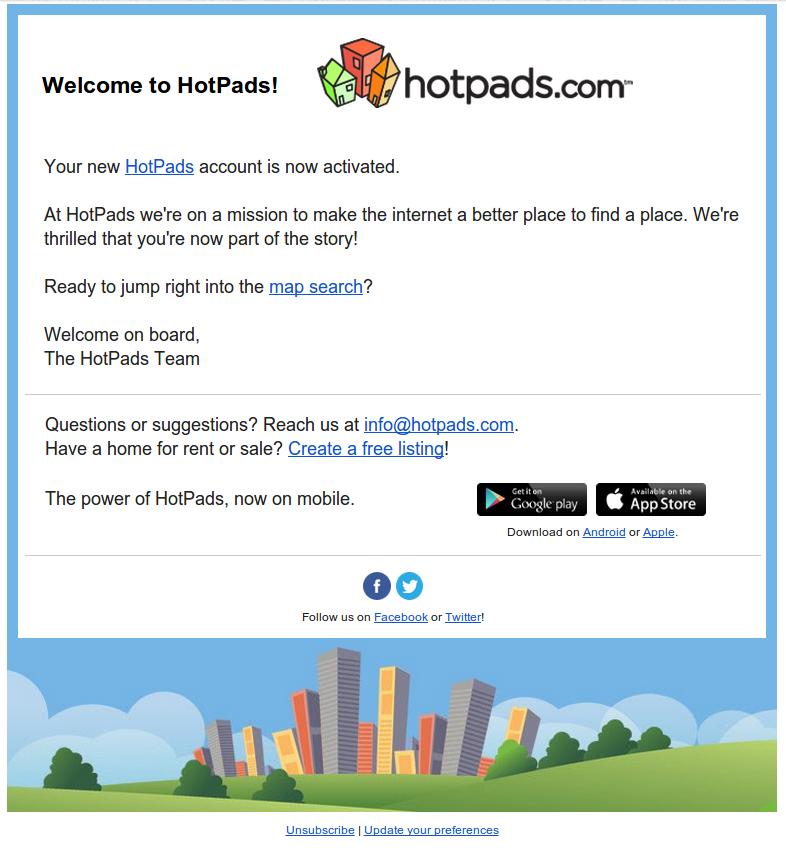 Welcome to HotPads!
hotpads.com™
Your new HotPads account is now activated.
At HotPads we're on a mission to make the internet a better place to find a place. We're
thrilled that you're now part of the story!
Ready to jump right into the map search?
Welcome on board,
The HotPads Team
Questions or suggestions? Reach us at info@hotpads.com.
Have a home for rent or sale? Create a free listing!
The power of HotPads, now on mobile.
Get it on
Google play
Available on the
App Store
Download on Android or Apple.
Follow us on Facebook or Twitter!
Unsubscribe | Update your preferences